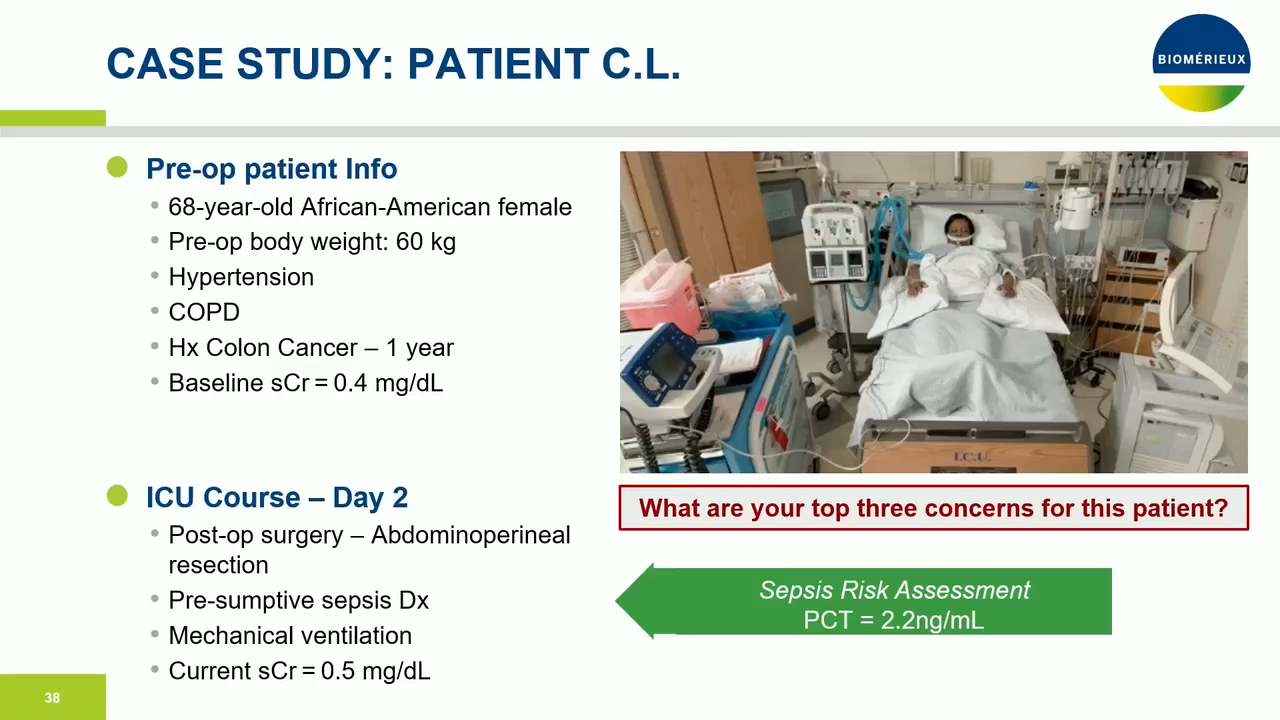 CASE STUDY: PATIENT C.L.
BIOMÉRIEUX
Pre-op patient Info
• 68-year-old African-American female
• Pre-op body weight: 60 kg
• Hypertension
• COPD
• Hx Colon Cancer – 1 year
• Baseline sCr = 0.4 mg/dL
I.C.U.
ICU Course – Day 2
• Post-op surgery – Abdominoperineal
resection
• Pre-sumptive sepsis Dx
• Mechanical ventilation
• Current sCr = 0.5 mg/dL
What are your top three concerns for this patient?
Sepsis Risk Assessment
PCT = 2.2ng/mL
38